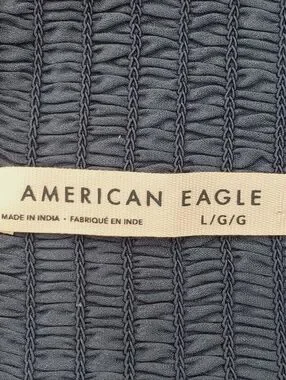 AMERICAN EAGLE
MADE IN INDIA • FABRIQUÉ EN INDE L/G/G